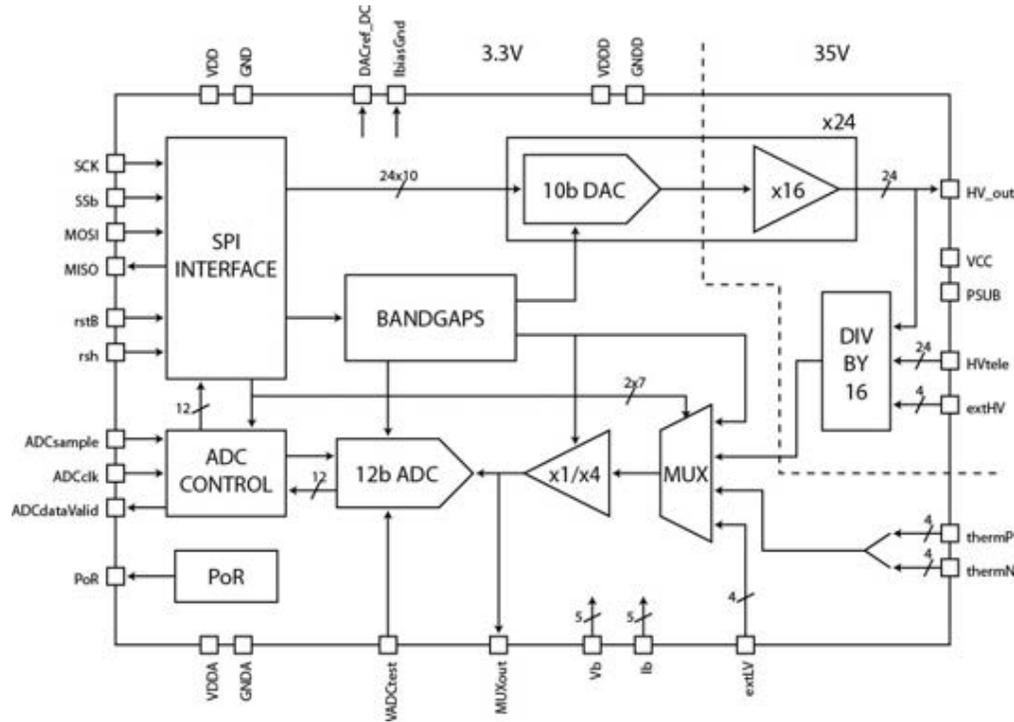 VDD
GND
DACref_DC
IbiasGnd
3.3V
VDDD
GNDD
35V
x24
SCK
SSb
MOSI
MISO
rstB
rsh
SPI
INTERFACE
24x10
10b DAC
x16
24
HV_out
VCC
PSUB
BANDGAPS
DIV
BY
16
24
HVtele
4
extHV
12
2x7
ADCsample
ADCclk
ADCdataValid
ADC
CONTROL
12
12b ADC
x1/x4
MUX
4
thermP
4
thermN
PoR
PoR
5
5
4
VDDA
GNDA
VADCtest
MUXout
Vb
Ib
extLV